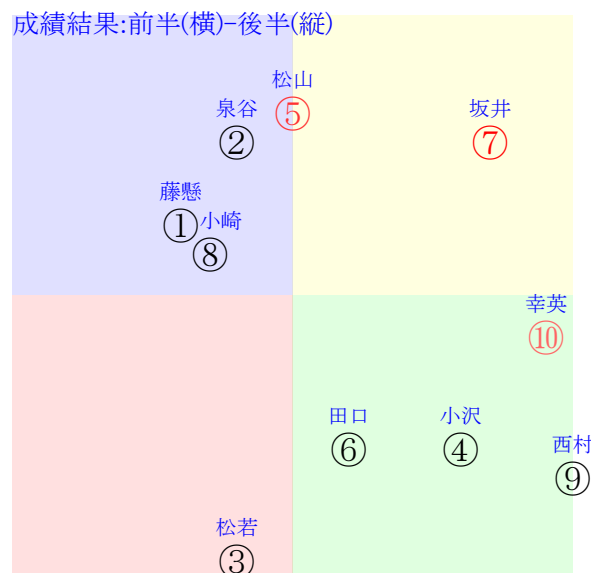 成績結果:前半(横)-後半(縦)
松山
⑤
泉谷
②
坂井
⑦
藤懸
①
小崎
⑧
幸英
⑩
田口
⑥
小沢
④
西村
⑨
松若
③